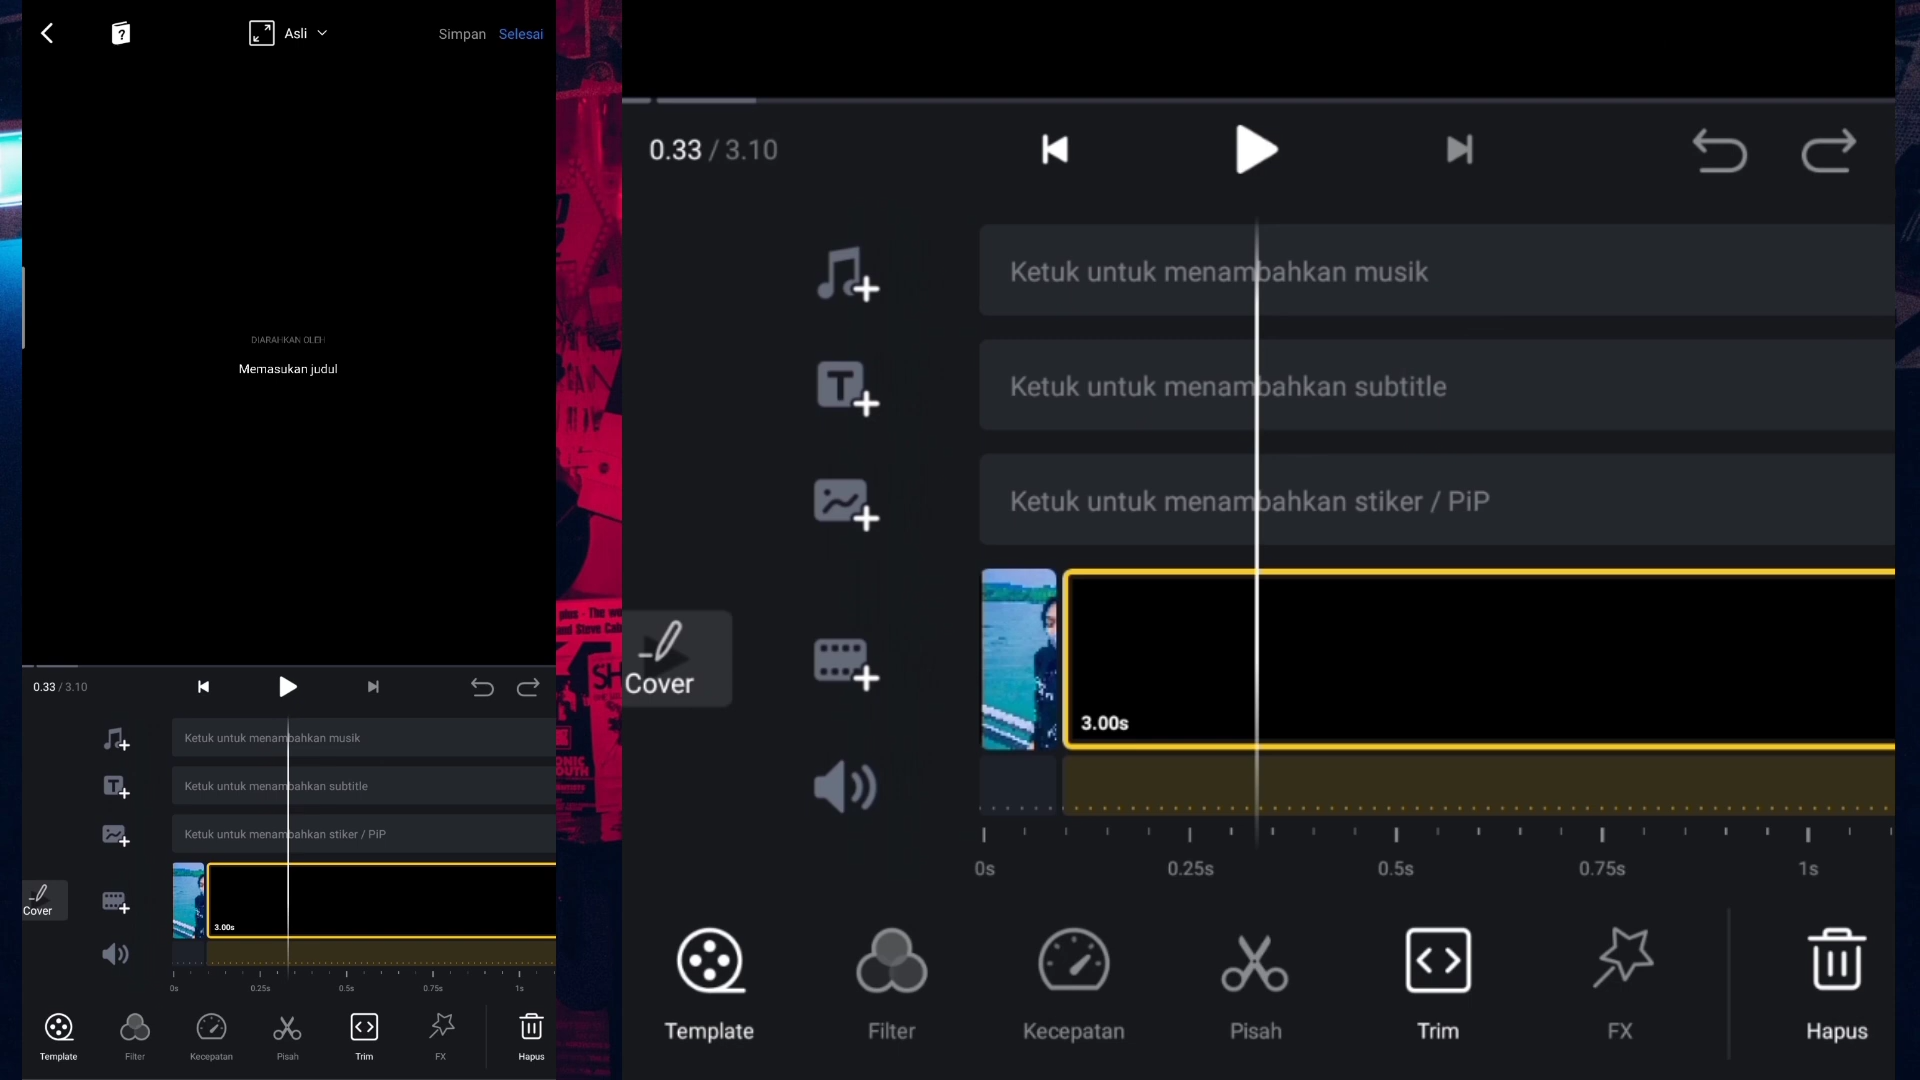 Asli
Simpan
Selesai
DIARAHKAN OLEH
Memasukan judul
0.33 / 3.10
Ketuk untuk menambahkan musik
Ketuk untuk menambahkan subtitle
Ketuk untuk menambahkan stiker / PiP
Cover
3.00s
0s
0.25s
0.5s
0.75s
1s
Template
Filter
Kecepatan
Pisah
Trim
FX
Hapus
0.33 / 3.10
Ketuk untuk menambahkan musik
Ketuk untuk menambahkan subtitle
Ketuk untuk menambahkan stiker / PiP
Cover
3.00s
0s
0.25s
0.5s
0.75s
1s
Template
Filter
Kecepatan
Pisah
Trim
FX
Hapus